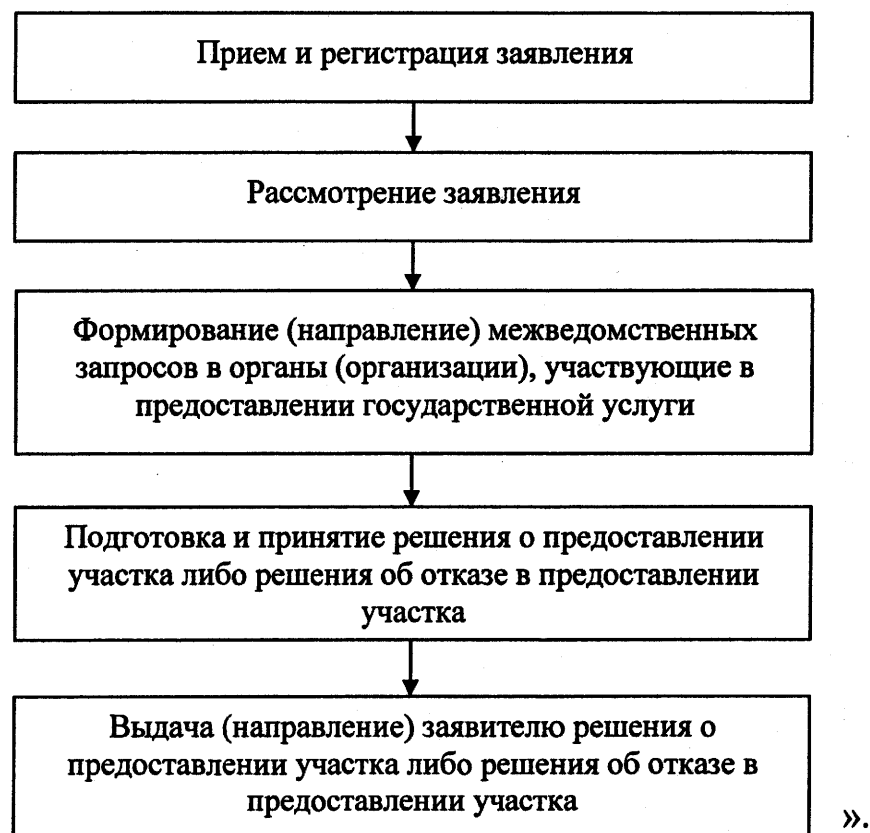 Прием и регистрация заявления
Рассмотрение заявления
Формирование (направление) межведомственных
запросов в органы (организации), участвующие в
предоставлении государственной услуги
Подготовка и принятие решения о предоставлении
участка либо решения об отказе в предоставлении
участка
Выдача (направление) заявителю решения о
предоставлении участка либо решения об отказе в
предоставлении участка
».